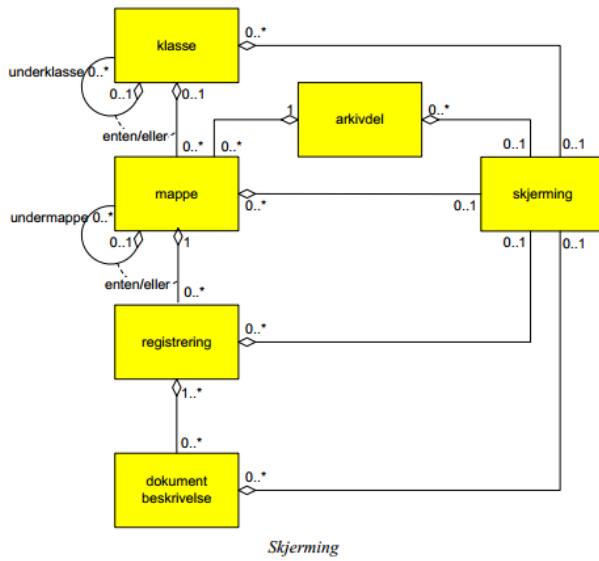 klasse
0..*
underklasse 0..*
0..1
0..1
enten/eller
0..*
0..*
1
arkivdel
0..*
0..1
0..1
mappe
0..*
0..1
skjerming
undermappe 0..*
0..1
1
0..1
0..1
enten/eller
0..*
registrering
0..*
1..*
0..*
dokument
beskrivelse
0..*
Skjerming